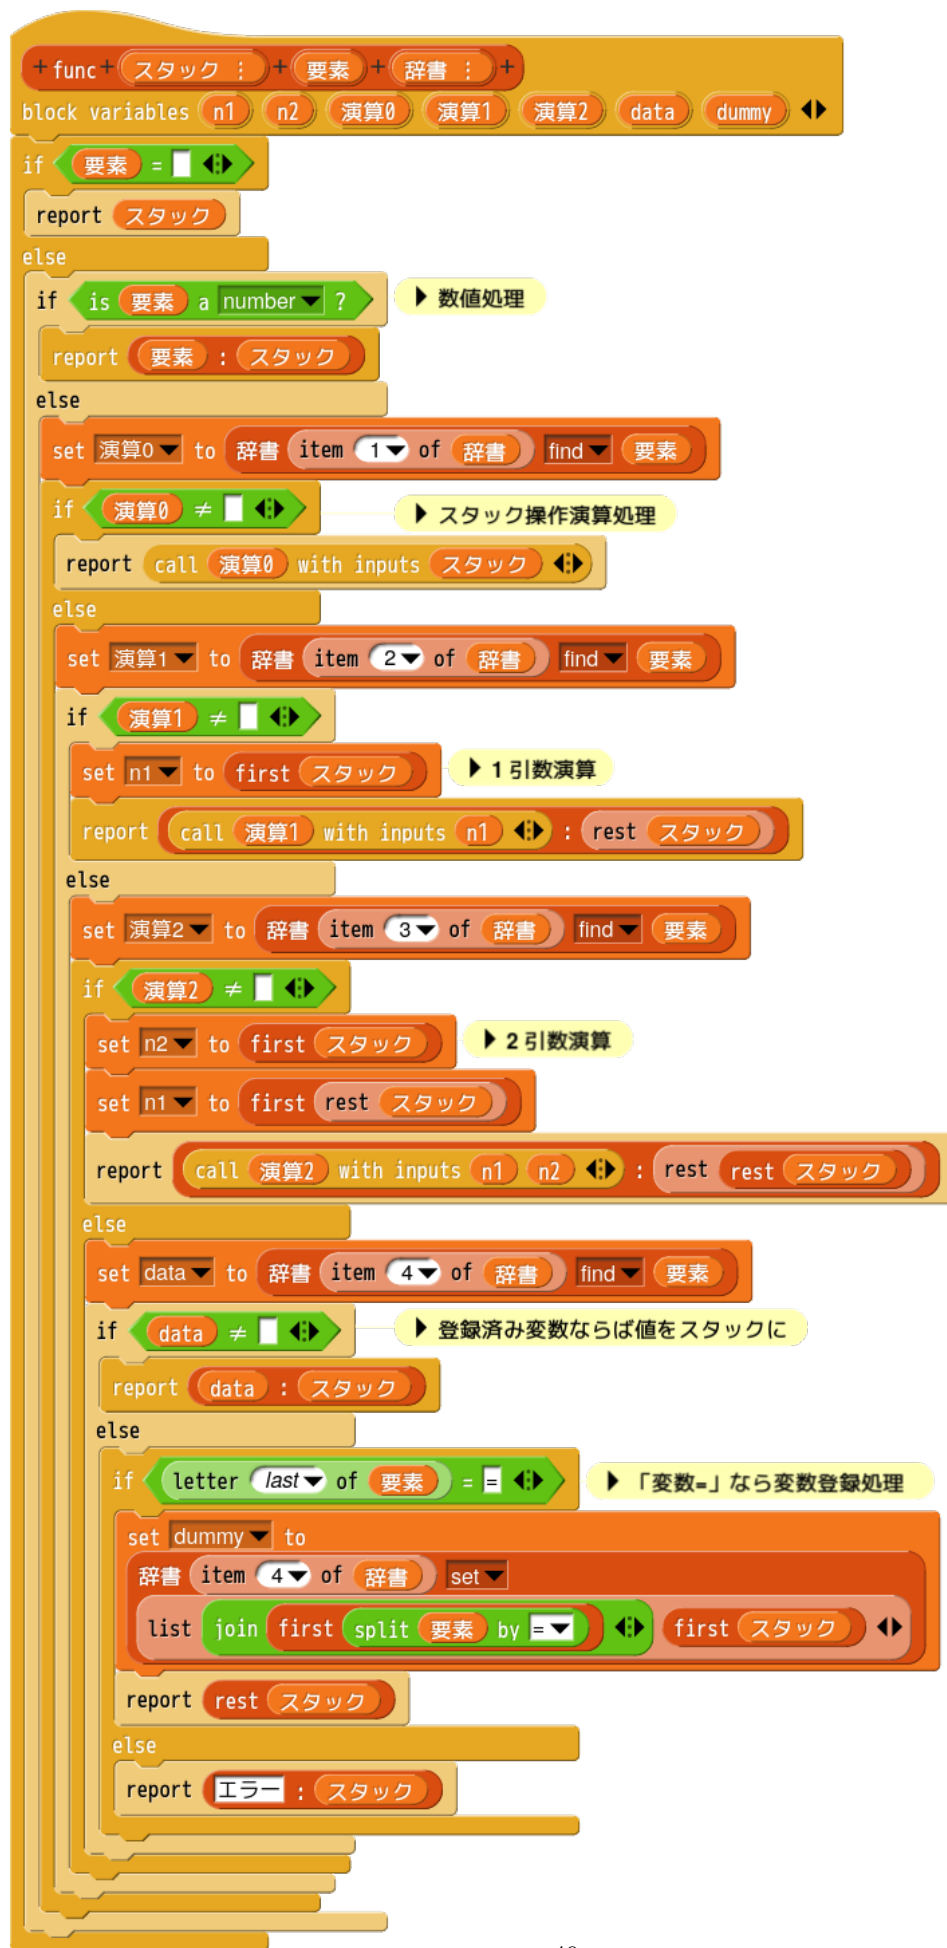 + func + スタック ⋮ + 要素 + 辞書 ⋮ +
block variables n1 n2 演算0 演算1 演算2 data dummy
if 要素 =
report スタック
else
if is 要素 a number ?
数値処理
report 要素 : スタック
else
set 演算0 to 辞書 item 1 of 辞書 find 要素
if 演算0 ≠
スタック操作演算処理
report call 演算0 with inputs スタック
else
set 演算1 to 辞書 item 2 of 辞書 find 要素
if 演算1 ≠
set n1 to first スタック
1引数演算
report call 演算1 with inputs n1 : rest スタック
else
set 演算2 to 辞書 item 3 of 辞書 find 要素
if 演算2 ≠
set n2 to first スタック
2引数演算
set n1 to first rest スタック
report call 演算2 with inputs n1 n2 : rest rest スタック
else
set data to 辞書 item 4 of 辞書 find 要素
if data ≠
登録済み変数ならば値をスタックに
report data : スタック
else
if letter last of 要素 = =
「変数=」なら変数登録処理
set dummy to
辞書 item 4 of 辞書 set
list join first split 要素 by = first スタック
report rest スタック
else
report エラー : スタック